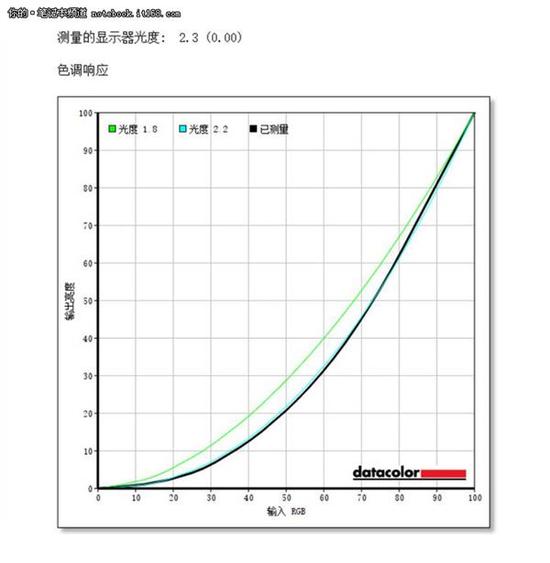 你的·笔记本频道 notebook.it168.com
测量的显示器光度: 2.3 (0.00)
色调响应
光度 1.8 光度 2.2 已测量
100
90
80
70
60
50
40
30
20
10
0
输出亮度
datacolor
0 10 20 30 40 50 60 70 80 90 100
输入 RGB